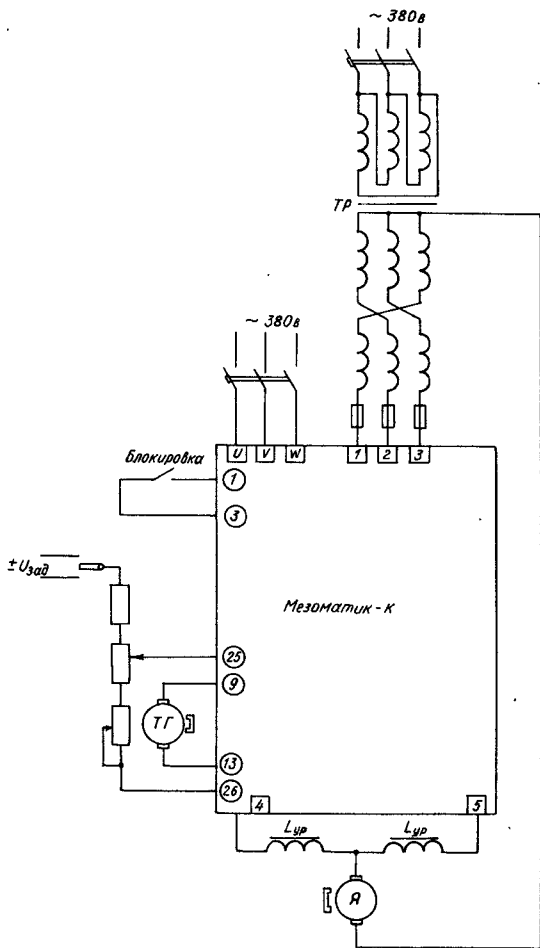 ~ 380в
ТР
~ 380в
U V W 1 2 3
Блокировка
1
3
± Uзад
Мезоматик-К
25
9
ТГ
13
26
4 5
Lур Lур
Я